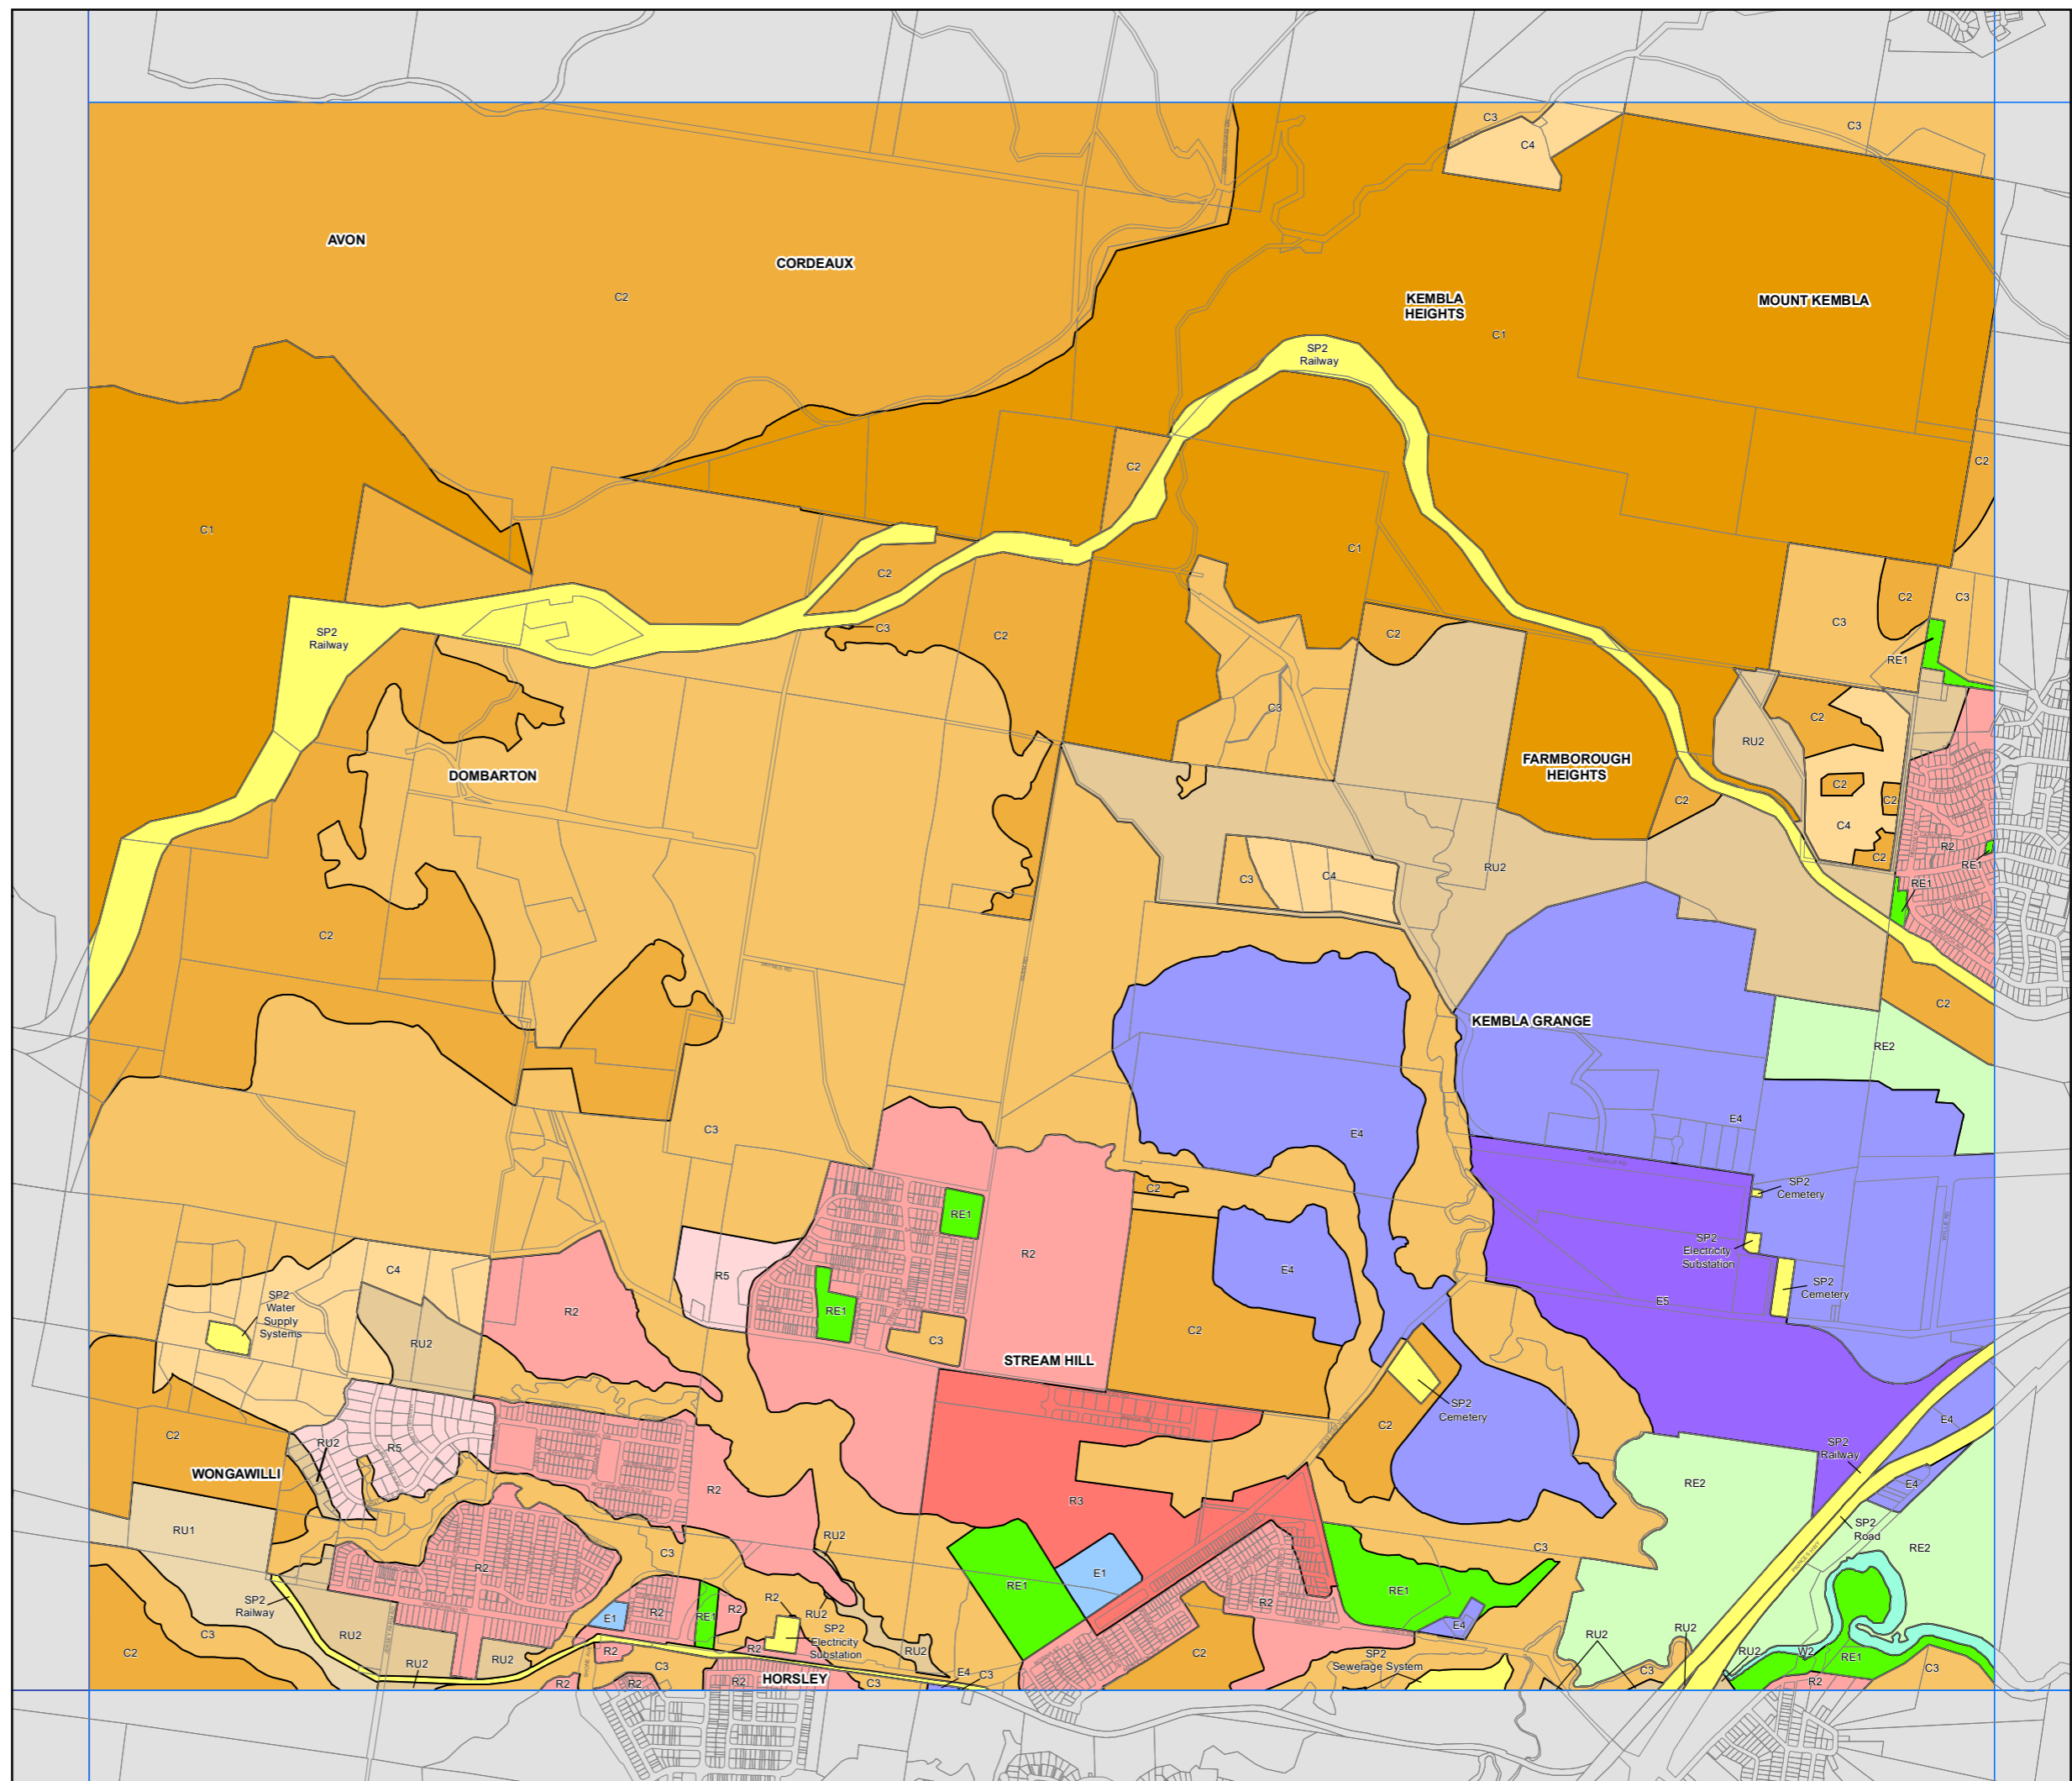 C3
C3
C4
AVON
CORDEAUX
C2
KEMBLA
HEIGHTS
MOUNT KEMBLA
C1
SP2
Railway
C2
C2
C1
C1
C2
C2
C3
C3
C3
C2
C2
RE1
SP2
Railway
C3
C2
RU2
DOMBARTON
FARMBOROUGH
HEIGHTS
C2
C2
C2
C4
R2
C2
RE1
RE1
RU2
C3
C4
C2
C2
KEMBLA GRANGE
RE2
E4
E4
C3
C2
SP2
Cemetery
RE1
R2
SP2
Electricity
Substation
C4
R5
E4
SP2
Cemetery
SP2
Water
Supply
Systems
R2
RE1
E5
RU2
C3
C2
STREAM HILL
SP2
Cemetery
E4
C2
C2
RU2
R5
SP2
Railway
WONGAWILLI
R2
RE2
E4
R3
RU1
RU2
SP2
Road
C3
C3
RE2
R2
E1
RE1
RE1
SP2
Railway
R2
E1
R2
RE1
R2
RU2
R2
E4
C3
RU2
SP2
Electricity
Substation
RU2
RU2
R2
R2
RU2
C2
RU2
RU2
W2
RE1
C2
RU2
C3
E4
C3
SP2
Sewerage System
C3
C3
R2
R2
R2
HORSLEY
C3
R2
PRINCES HWY